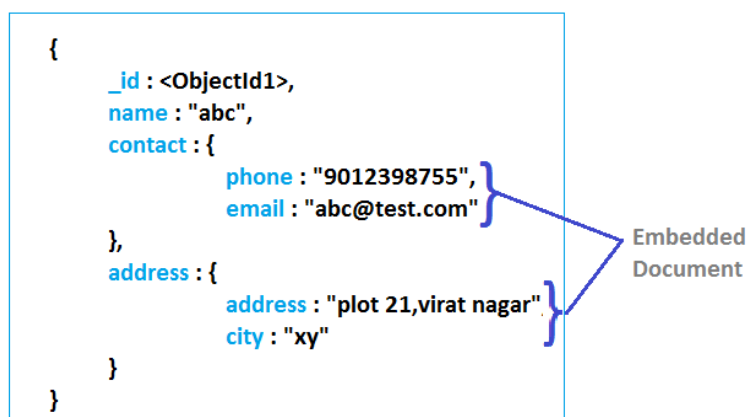 {
_id : <ObjectId1>,
name : "abc",
contact : {
phone : "9012398755",
email : "abc@test.com"
},
address : {
address : "plot 21,virat nagar",
city : "xy"
}
}
Embedded
Document